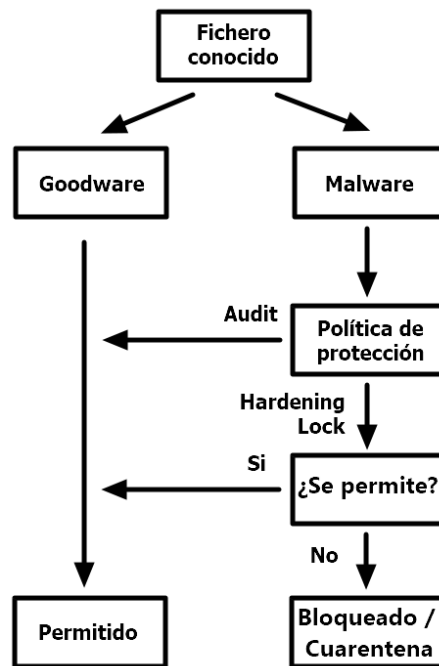 Fichero
conocido
Goodware
Malware
Audit
Política de
protección
Hardening
Lock
Si
¿Se permite?
No
Permitido
Bloqueado /
Cuarentena